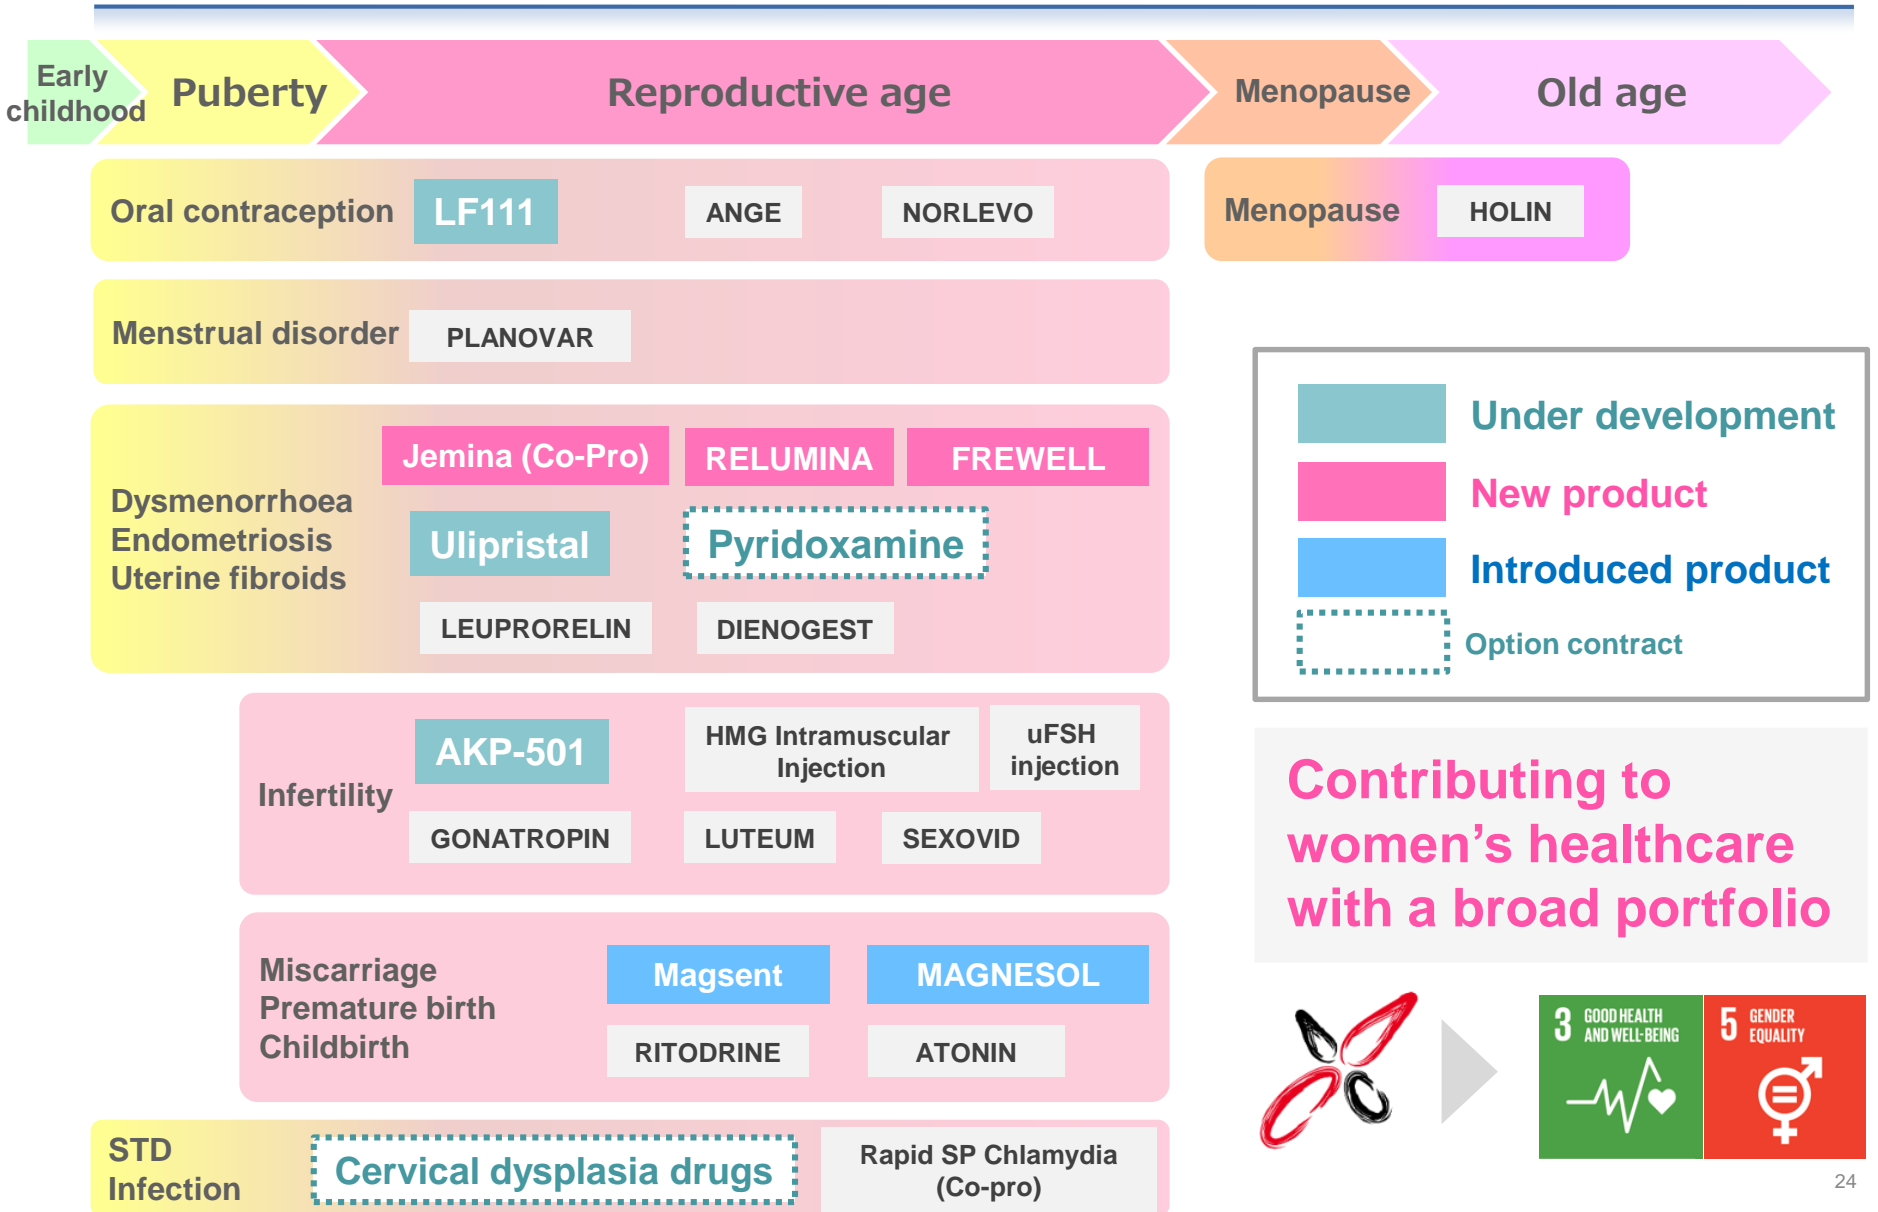 Early
childhood
Puberty
Reproductive age
Menopause
Old age
Oral contraception
LF111
ANGE
NORLEVO
Menopause
HOLIN
Menstrual disorder
PLANOVAR
Dysmenorrhoea
Endometriosis
Uterine fibroids
Jemina (Co-Pro)
RELUMINA
FREWELL
Ulipristal
Pyridoxamine
LEUPRORELIN
DIENOGEST
Under development
New product
Introduced product
Option contract
Infertility
AKP-501
HMG Intramuscular
Injection
uFSH
injection
GONATROPIN
LUTEUM
SEXOVID
Contributing to
women’s healthcare
with a broad portfolio
Miscarriage
Premature birth
Childbirth
Magsent
MAGNESOL
RITODRINE
ATONIN
3 GOOD HEALTH
AND WELL-BEING
5 GENDER
EQUALITY
STD
Infection
Cervical dysplasia drugs
Rapid SP Chlamydia
(Co-pro)
24